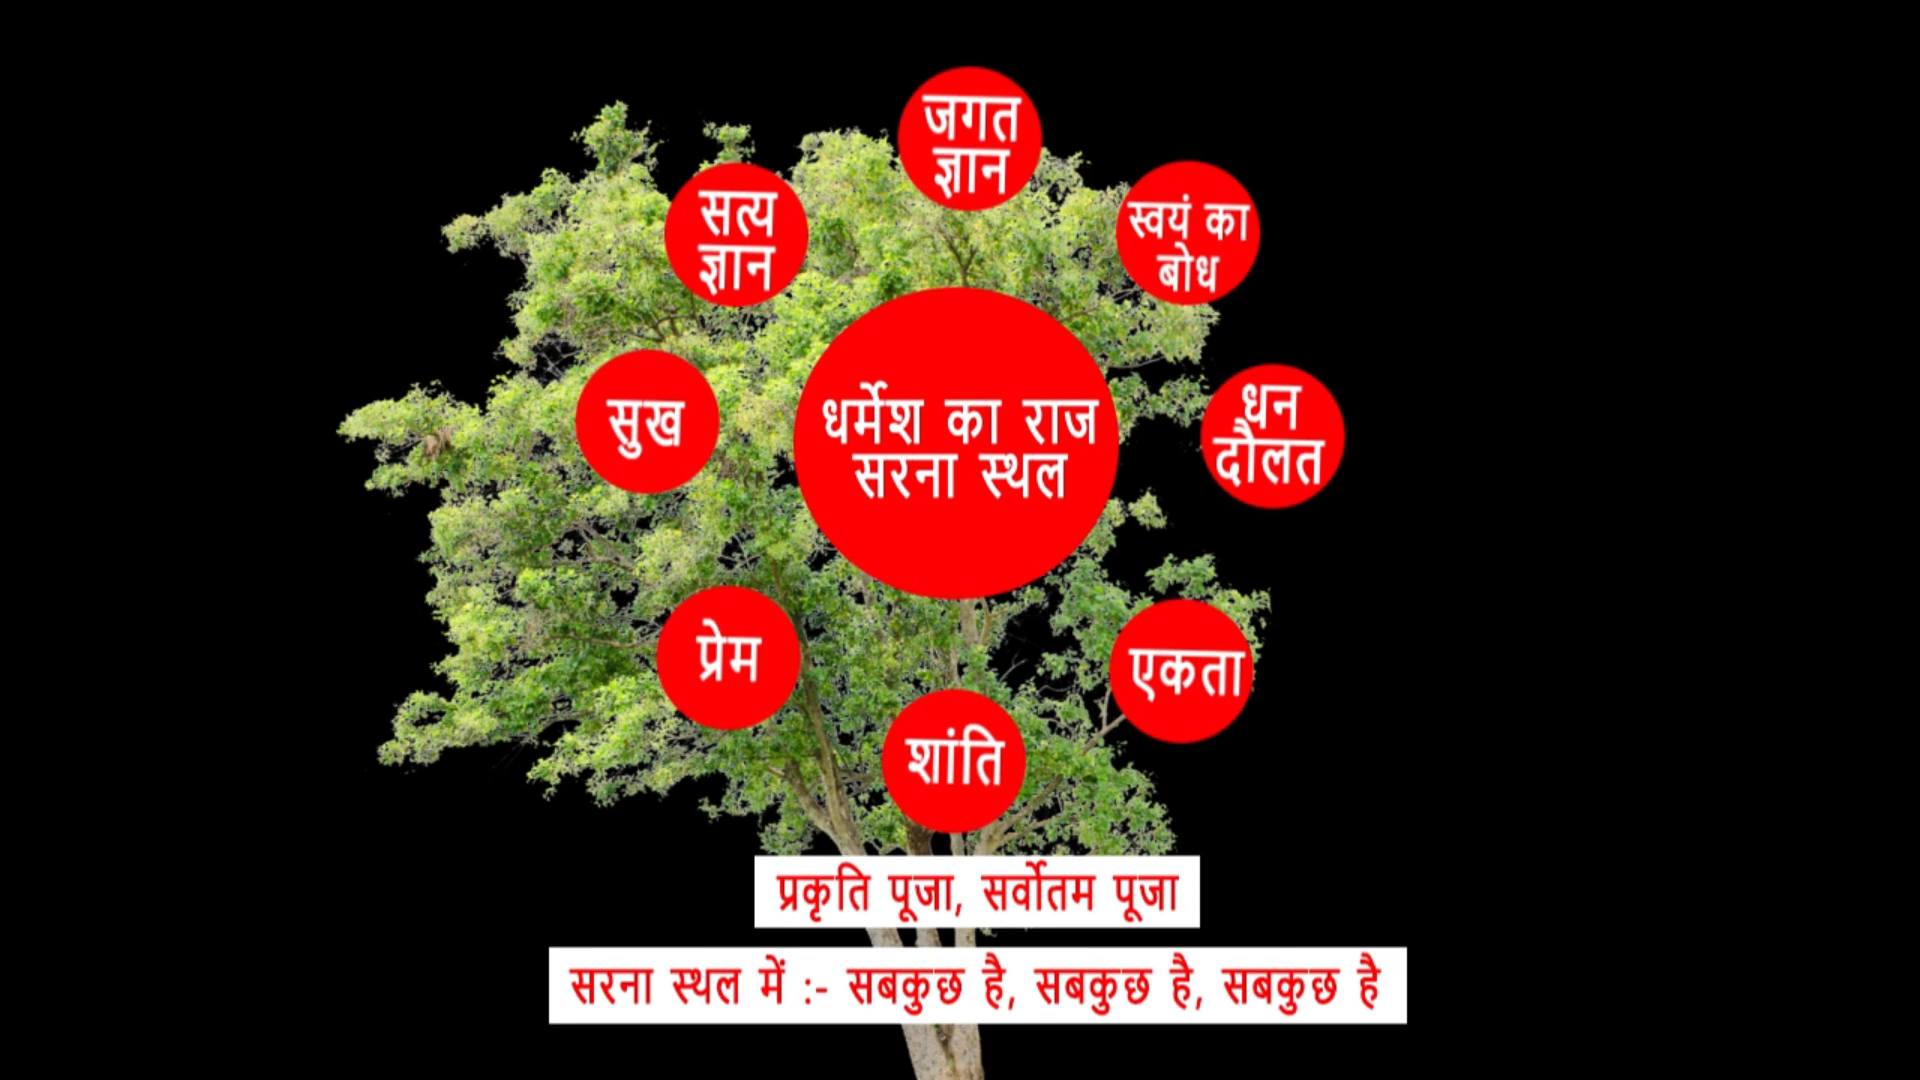 जगत
ज्ञान
सत्य
ज्ञान
स्वयं का
बोध
सुख
धर्मेश का राज
सरना स्थल
धन
दौलत
प्रेम
एकता
शांति
प्रकृति पूजा, सर्वोतम पूजा
सरना स्थल में :- सबकुछ है, सबकुछ है, सबकुछ है